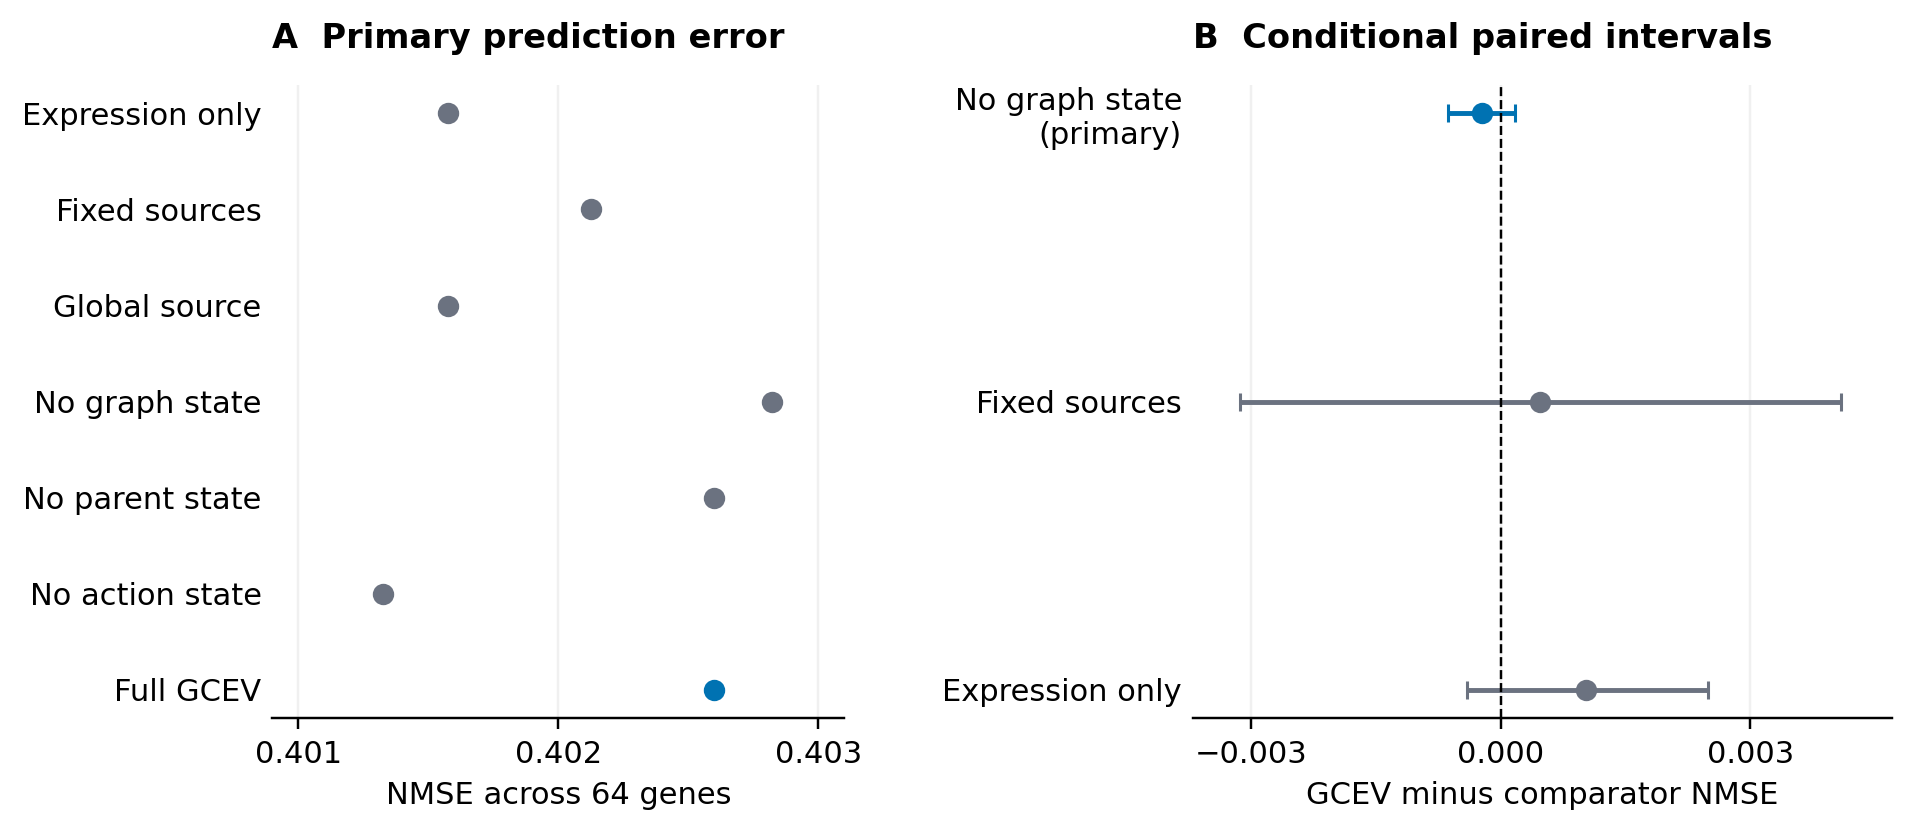 A  Primary prediction error
Expression only
Fixed sources
Global source
No graph state
No parent state
No action state
Full GCEV
0.401
0.402
0.403
NMSE across 64 genes
B  Conditional paired intervals
No graph state
(primary)
Fixed sources
Expression only
−0.003
0.000
0.003
GCEV minus comparator NMSE